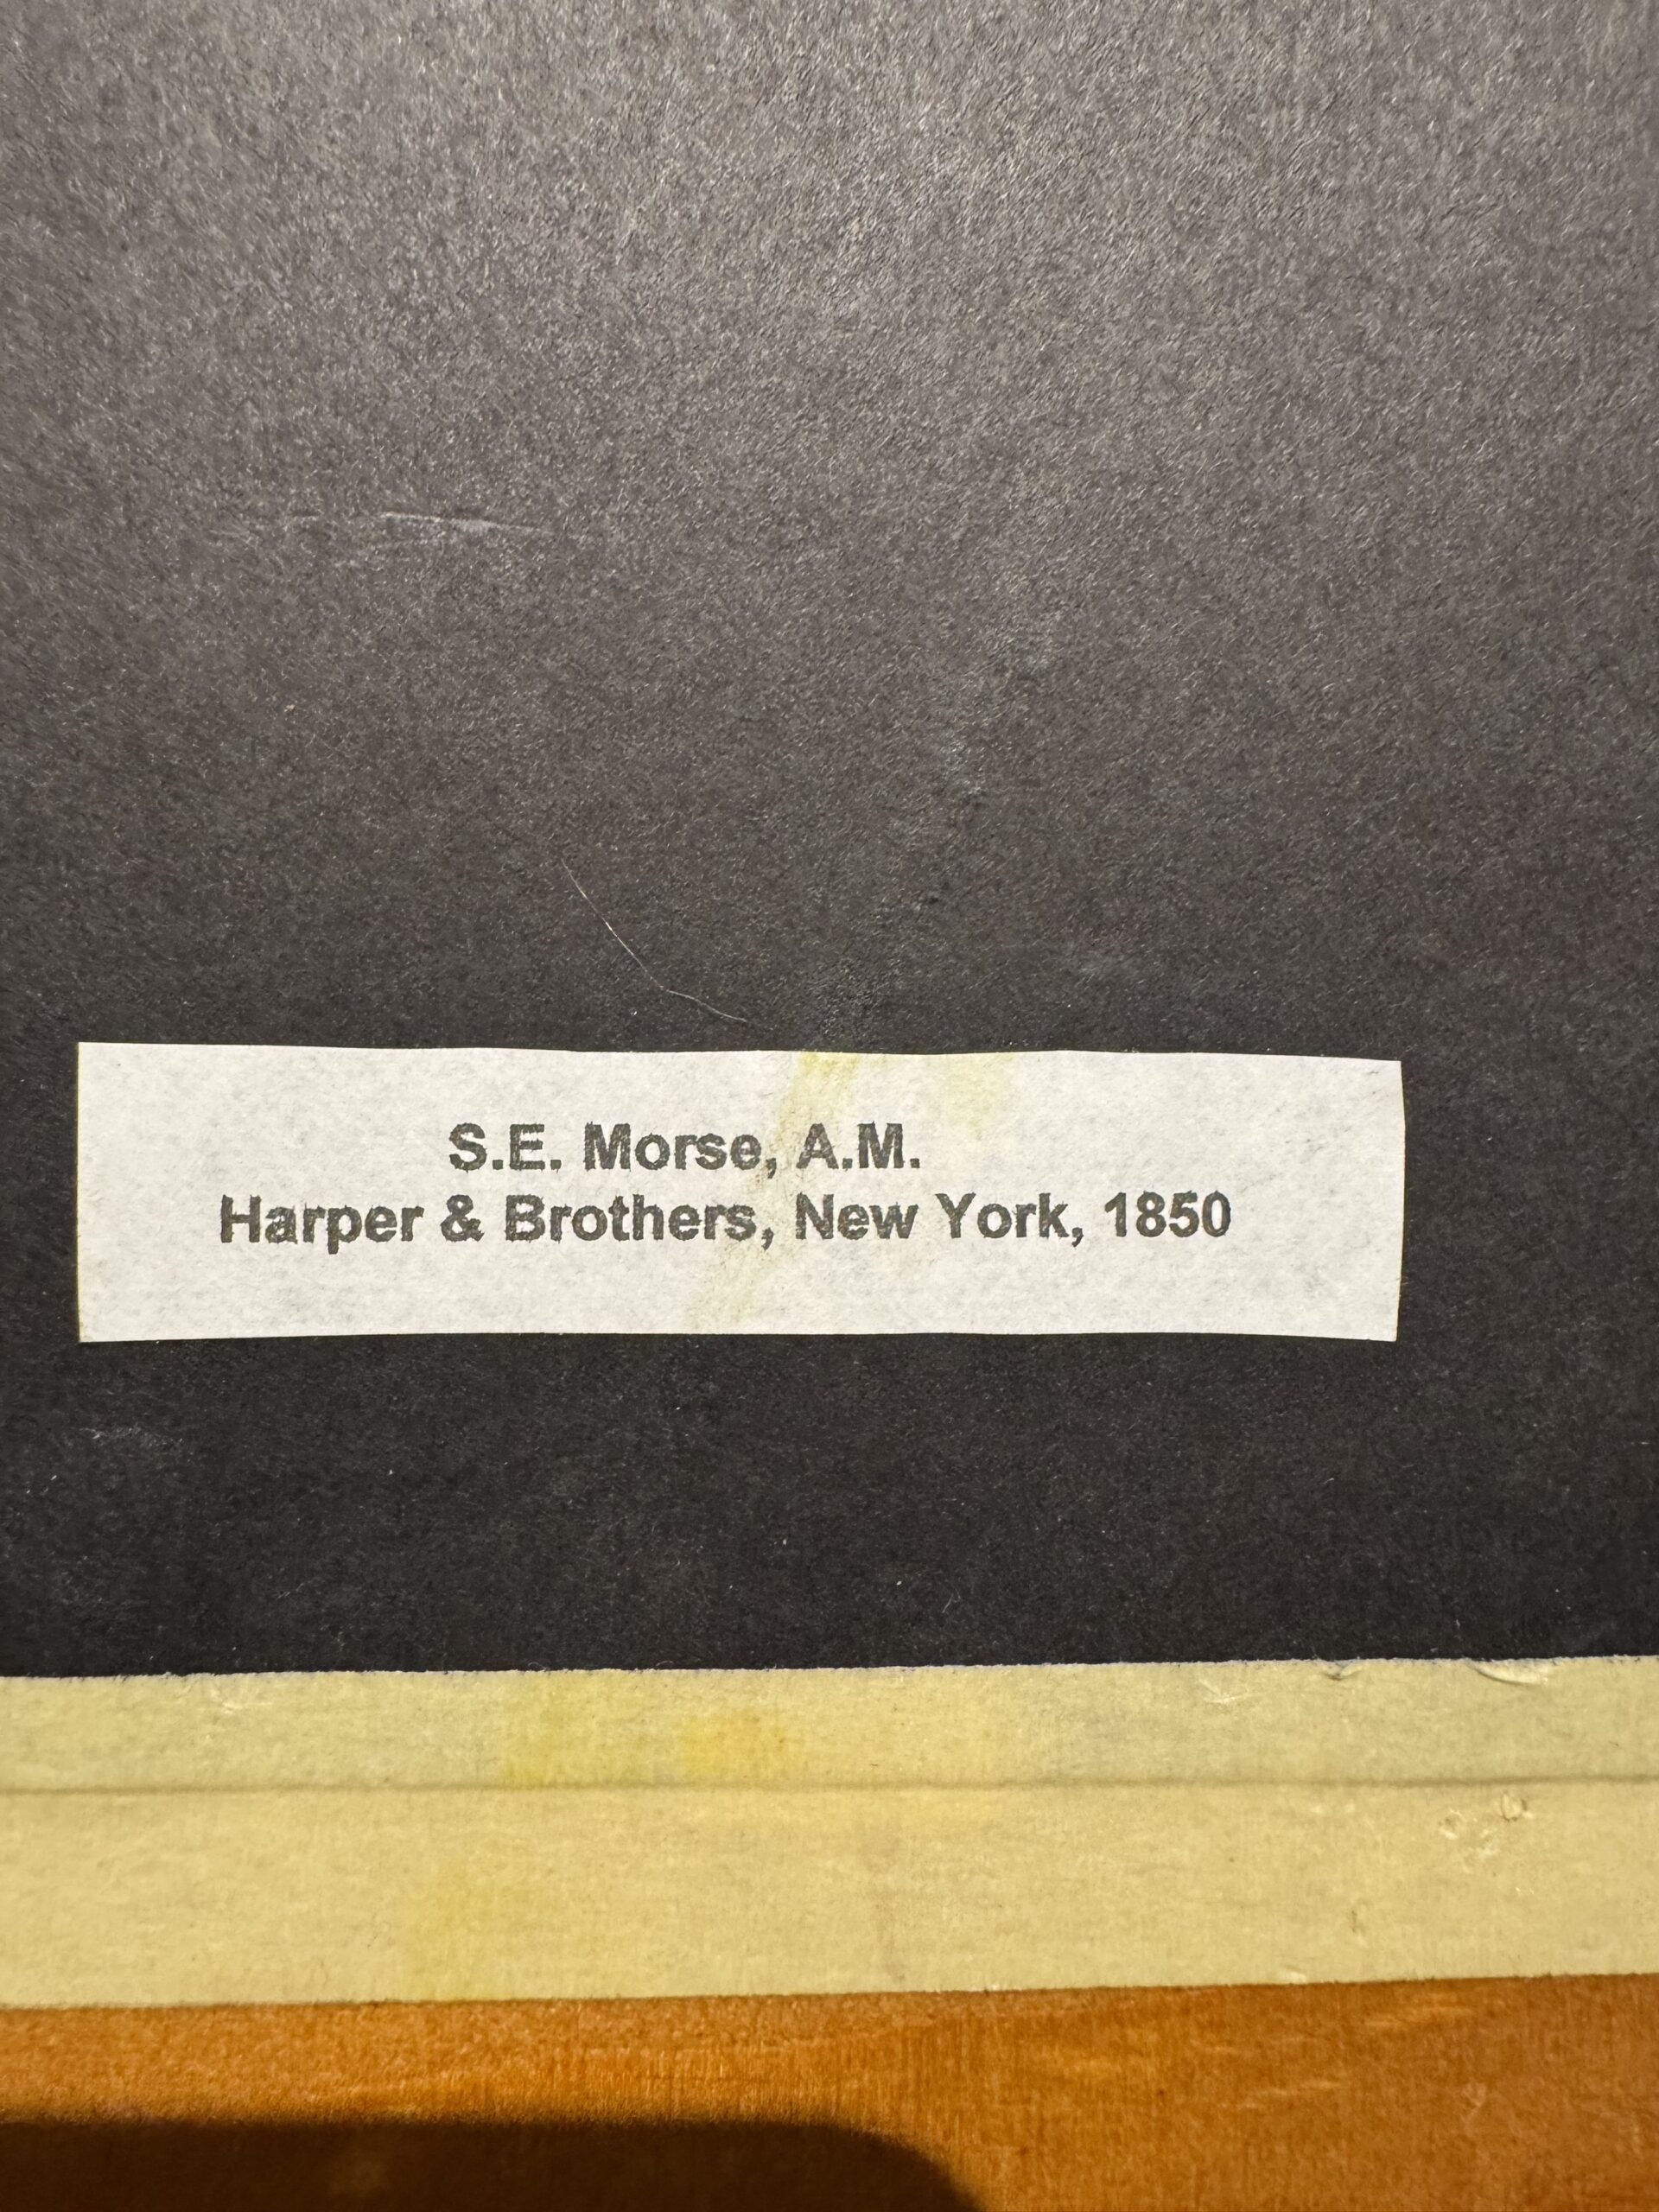 S.E. Morse, A.M.
Harper & Brothers, New York, 1850